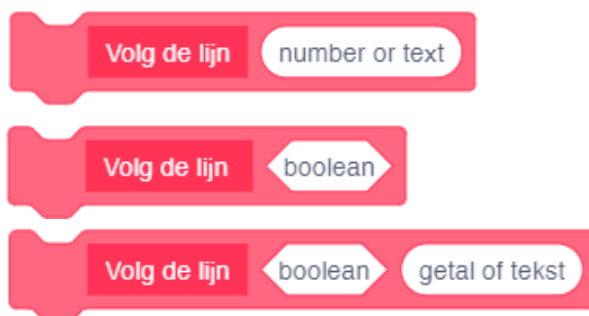 Volg de lijn number or text
Volg de lijn boolean
Volg de lijn boolean getal of tekst